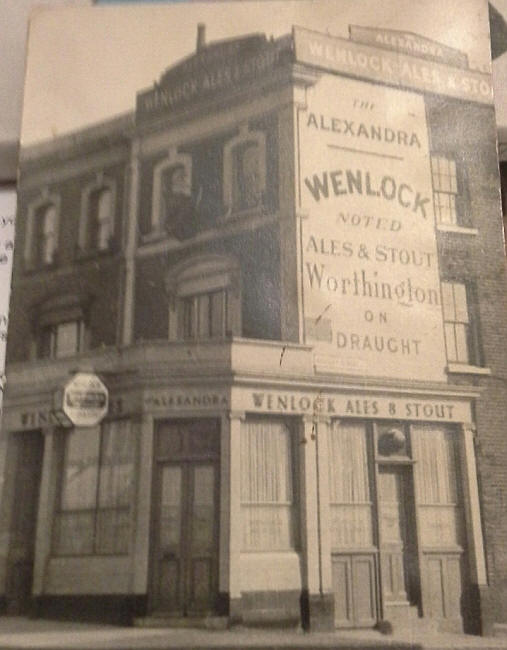 ALEXANDRA
WENLOCK ALES & STOUT
WENLOCK ALES & STO
THE
ALEXANDRA
WENLOCK
NOTED
ALES & STOUT
Worthington
ON
DRAUGHT
ALEXANDRA
WENLOCK ALES & STOUT